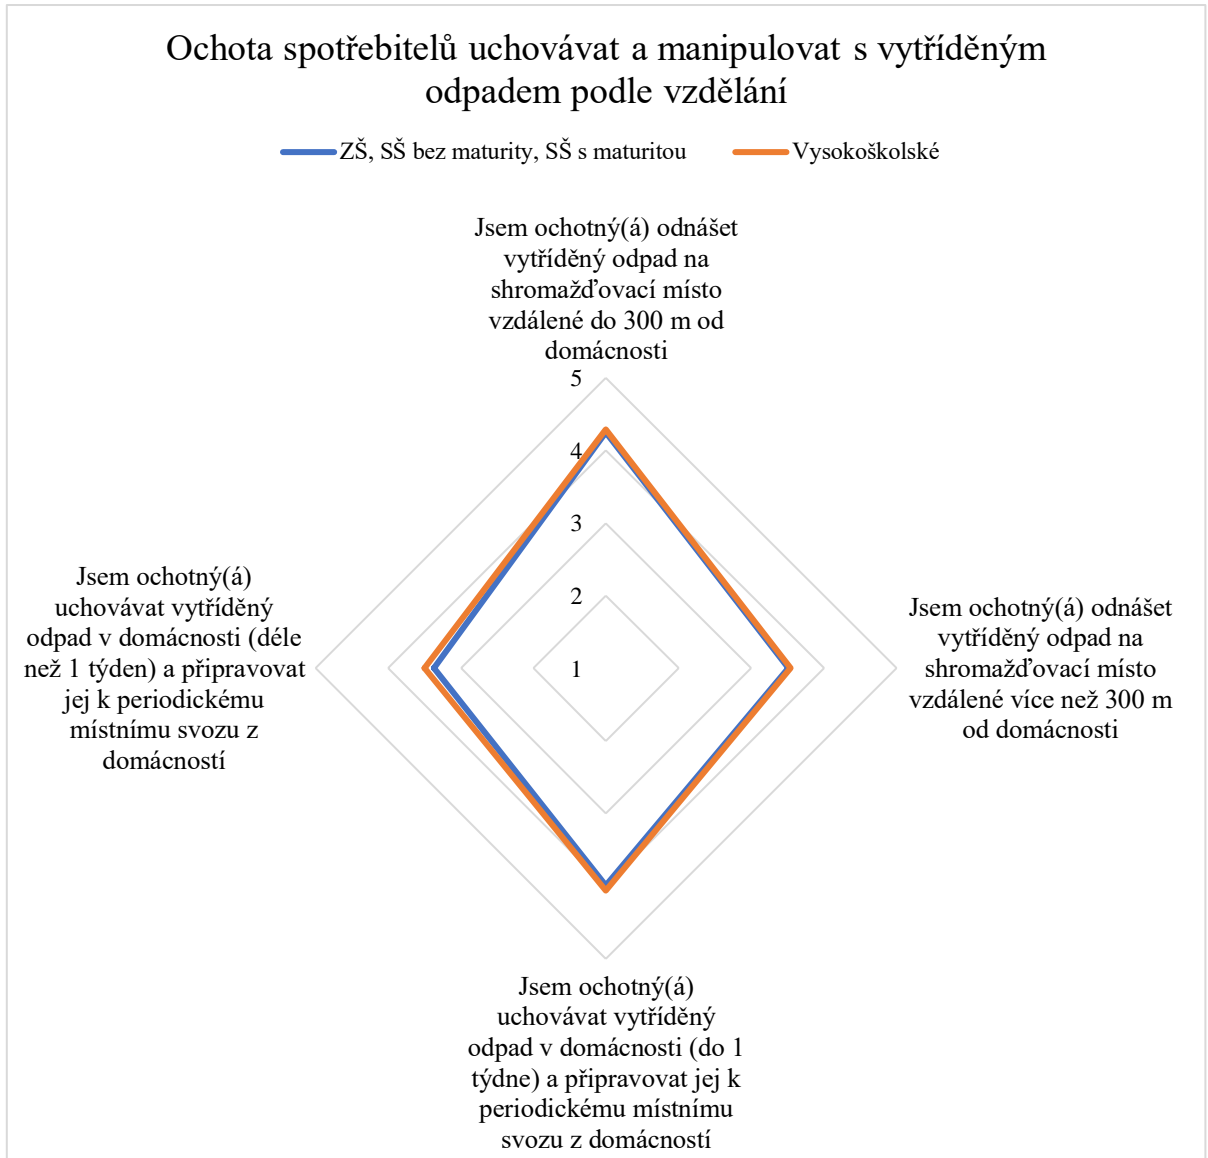 Ochota spotřebitelů uchovávat a manipulovat s vytříděným
odpadem podle vzdělání
ZŠ, SŠ bez maturity, SŠ s maturitou
Vysokoškolské
Jsem ochotný(á) odnášet
vytříděný odpad na
shromažďovací místo
vzdálené do 300 m od
domácnosti
5
4
3
2
1
Jsem ochotný(á) odnášet
vytříděný odpad na
shromažďovací místo
vzdálené více než 300 m
od domácnosti
Jsem ochotný(á)
uchovávat vytříděný
odpad v domácnosti (do 1
týdne) a připravovat jej k
periodickému místnímu
svozu z domácností
Jsem ochotný(á)
uchovávat vytříděný
odpad v domácnosti (déle
než 1 týden) a připravovat
jej k periodickému
místnímu svozu z
domácností